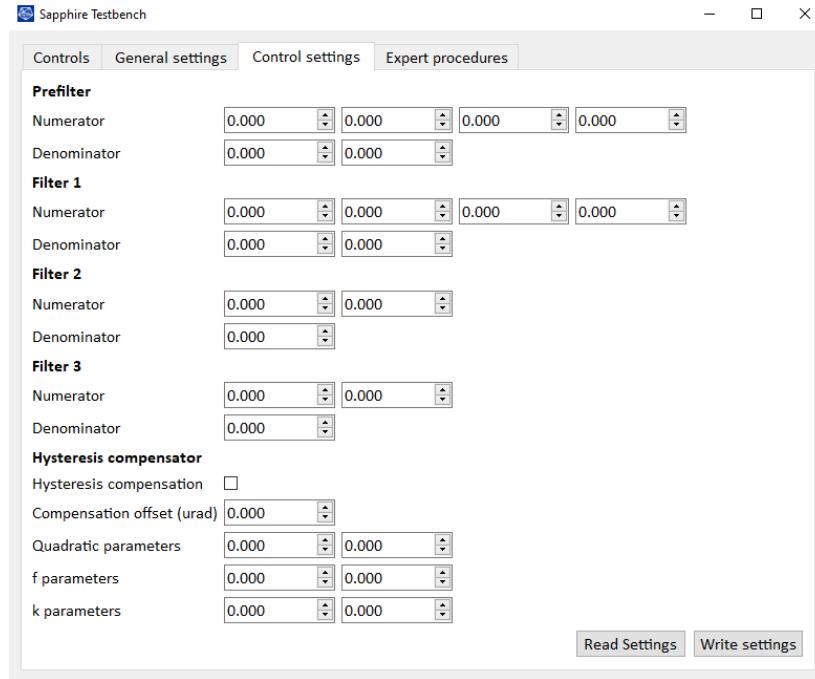 Sapphire Testbench
Controls General settings Control settings Expert procedures
Prefilter
Numerator 0.000 0.000 0.000 0.000
Denominator 0.000 0.000
Filter 1
Numerator 0.000 0.000 0.000 0.000
Denominator 0.000 0.000
Filter 2
Numerator 0.000 0.000
Denominator 0.000
Filter 3
Numerator 0.000 0.000
Denominator 0.000
Hysteresis compensator
Hysteresis compensation
Compensation offset (urad) 0.000
Quadratic parameters 0.000 0.000
f parameters 0.000 0.000
k parameters 0.000 0.000
Read Settings Write settings